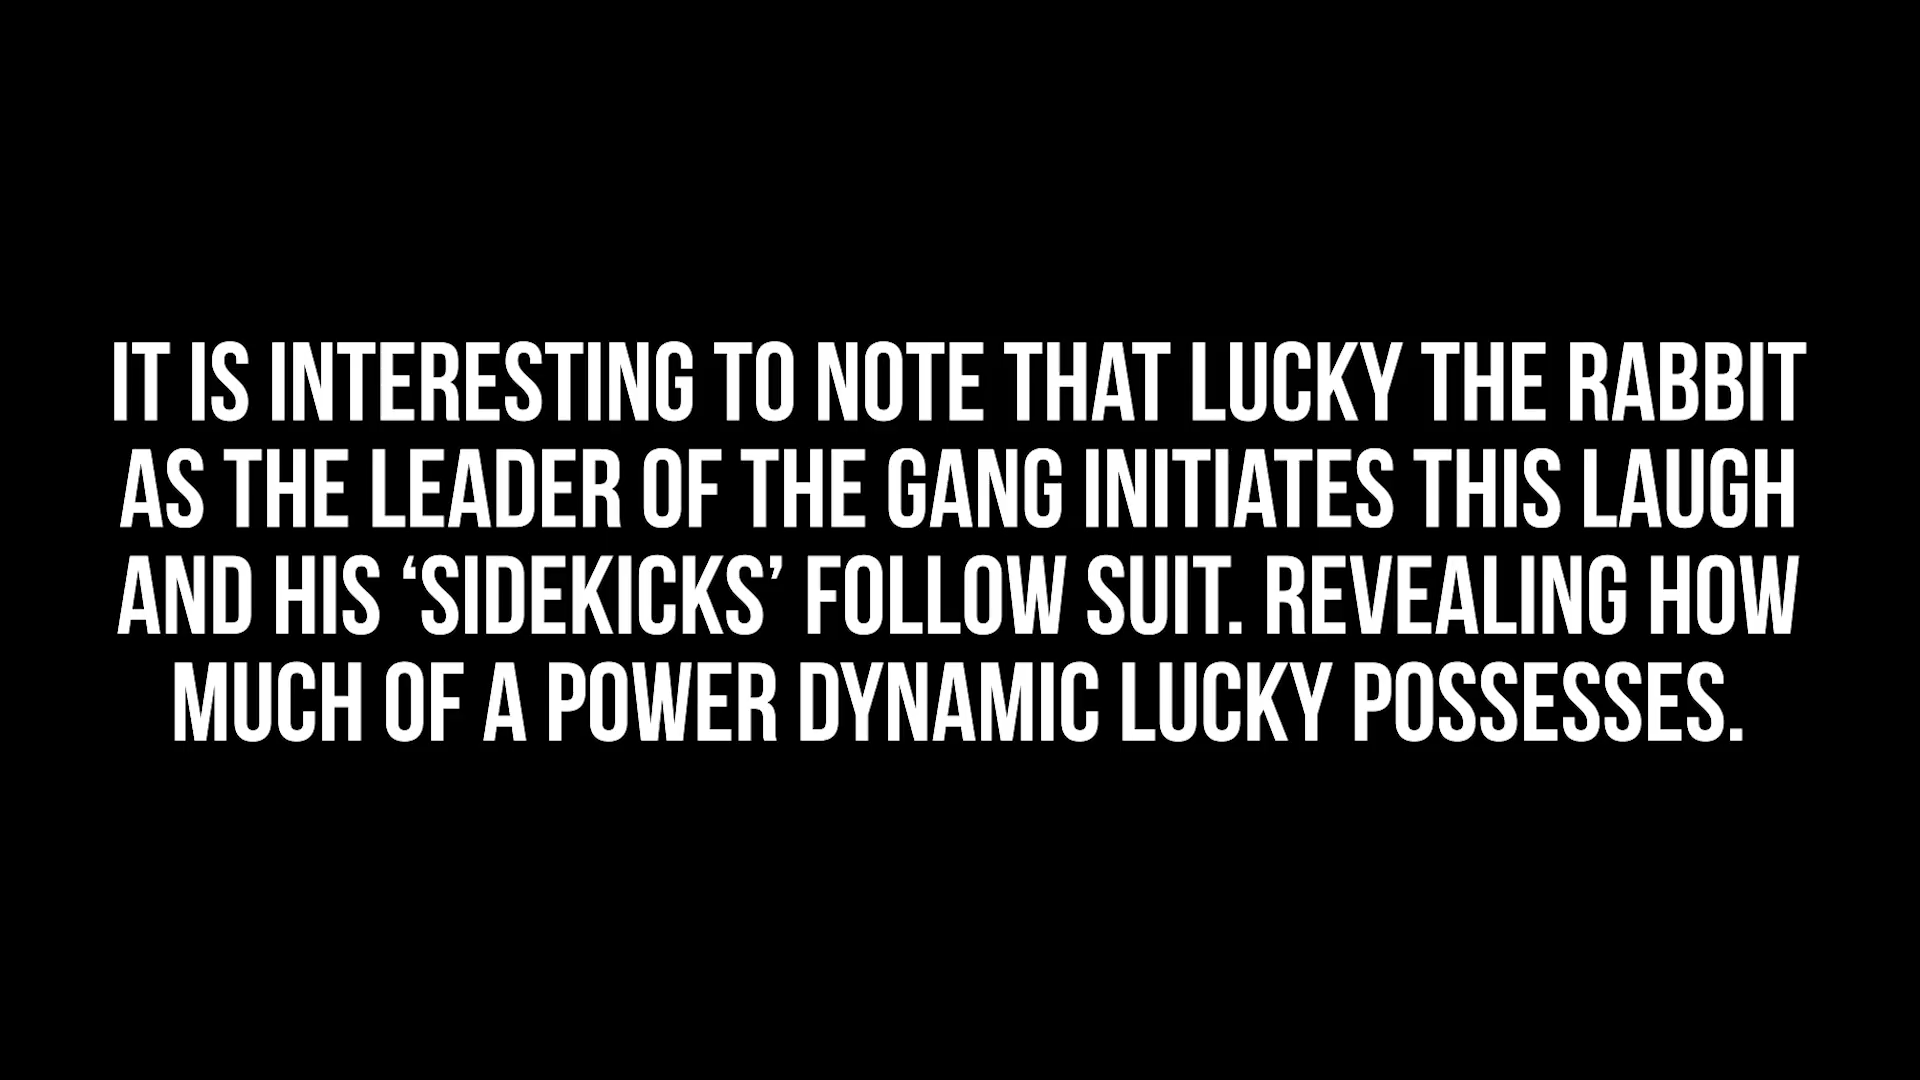 IT IS INTERESTING TO NOTE THAT LUCKY THE RABBIT
AS THE LEADER OF THE GANG INITIATES THIS LAUGH
AND HIS ‘SIDEKICKS’ FOLLOW SUIT. REVEALING HOW
MUCH OF A POWER DYNAMIC LUCKY POSSESSES.